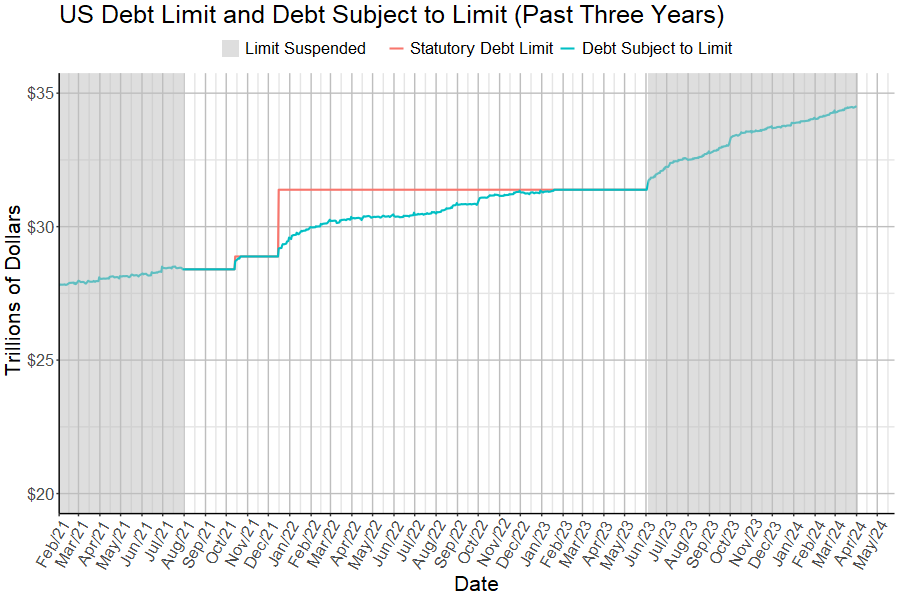 US Debt Limit and Debt Subject to Limit (Past Three Years)
Limit Suspended Statutory Debt Limit Debt Subject to Limit
Trillions of Dollars
$35
$30
$25
$20
Feb/21 Mar/21 Apr/21 May/21 Jun/21 Jul/21 Aug/21 Sep/21 Oct/21 Nov/21 Dec/21 Jan/22 Feb/22 Mar/22 Apr/22 May/22 Jun/22 Jul/22 Aug/22 Sep/22 Oct/22 Nov/22 Dec/22 Jan/23 Feb/23 Mar/23 Apr/23 May/23 Jun/23 Jul/23 Aug/23 Sep/23 Oct/23 Nov/23 Dec/23 Jan/24 Feb/24 Mar/24 Apr/24 May/24
Date